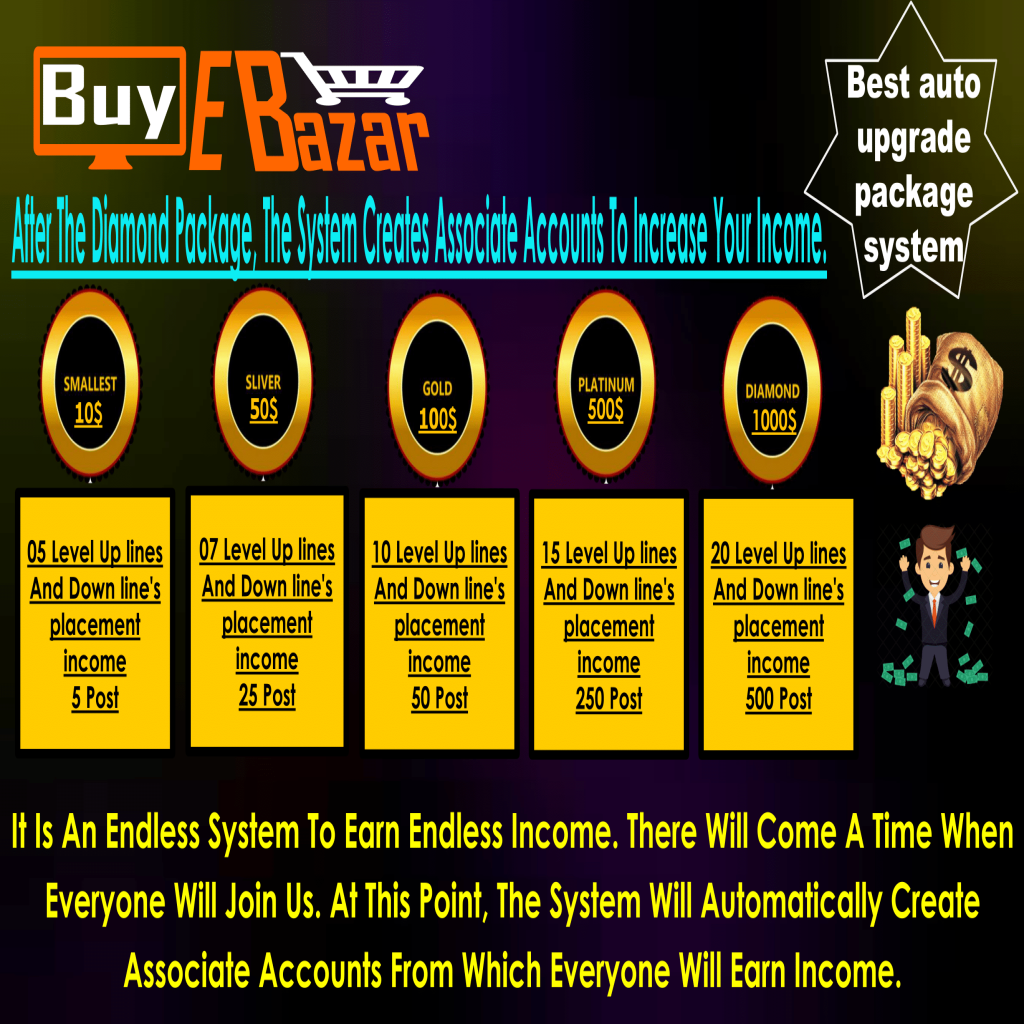 Buy E Bazar
Best auto
upgrade
package
system
After The Diamond Package, The System Creates Associate Accounts To Increase Your Income.
SMALLEST
10$
SLIVER
50$
GOLD
100$
PLATINUM
500$
DIAMOND
1000$
$
05 Level Up lines
And Down line's
placement
income
5 Post
07 Level Up lines
And Down line's
placement
income
25 Post
10 Level Up lines
And Down line's
placement
income
50 Post
15 Level Up lines
And Down line's
placement
income
250 Post
20 Level Up lines
And Down line's
placement
income
500 Post
It Is An Endless System To Earn Endless Income. There Will Come A Time When
Everyone Will Join Us. At This Point, The System Will Automatically Create
Associate Accounts From Which Everyone Will Earn Income.